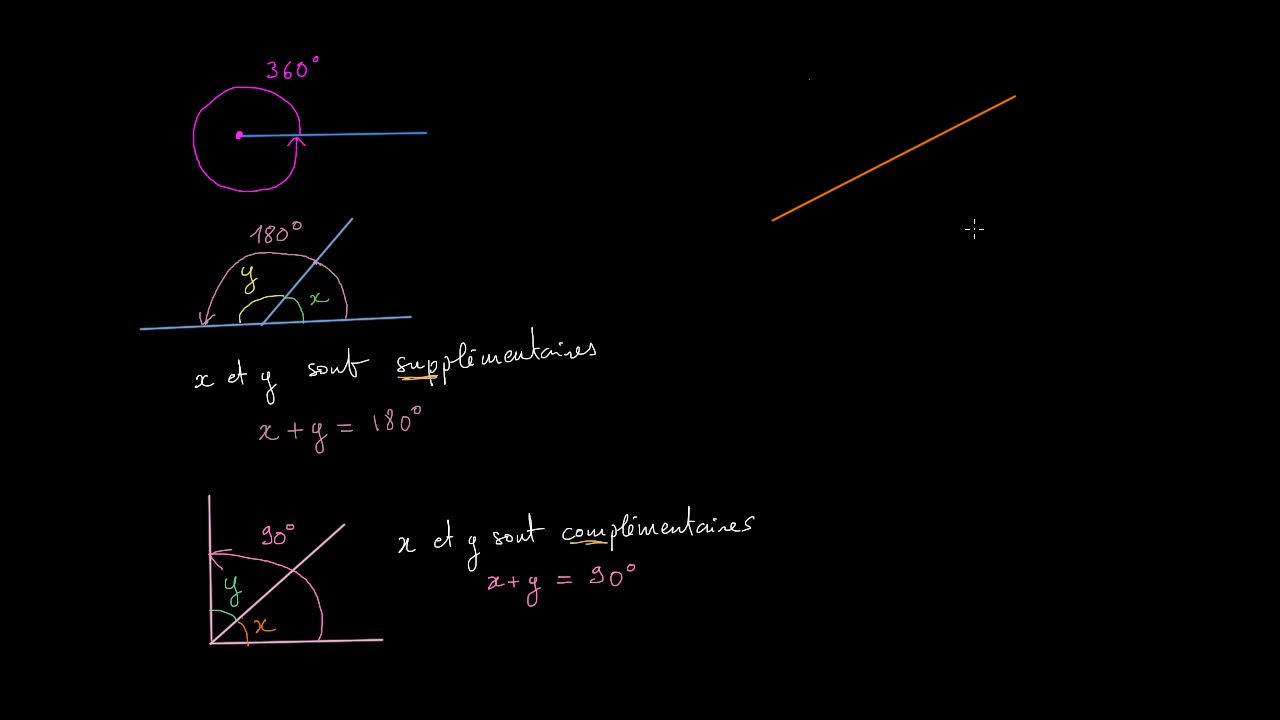 360°
180°
y
x
x et y sont supplémentaires
x + y = 180°
90°
y
x
x et y sont complémentaires
x + y = 90°